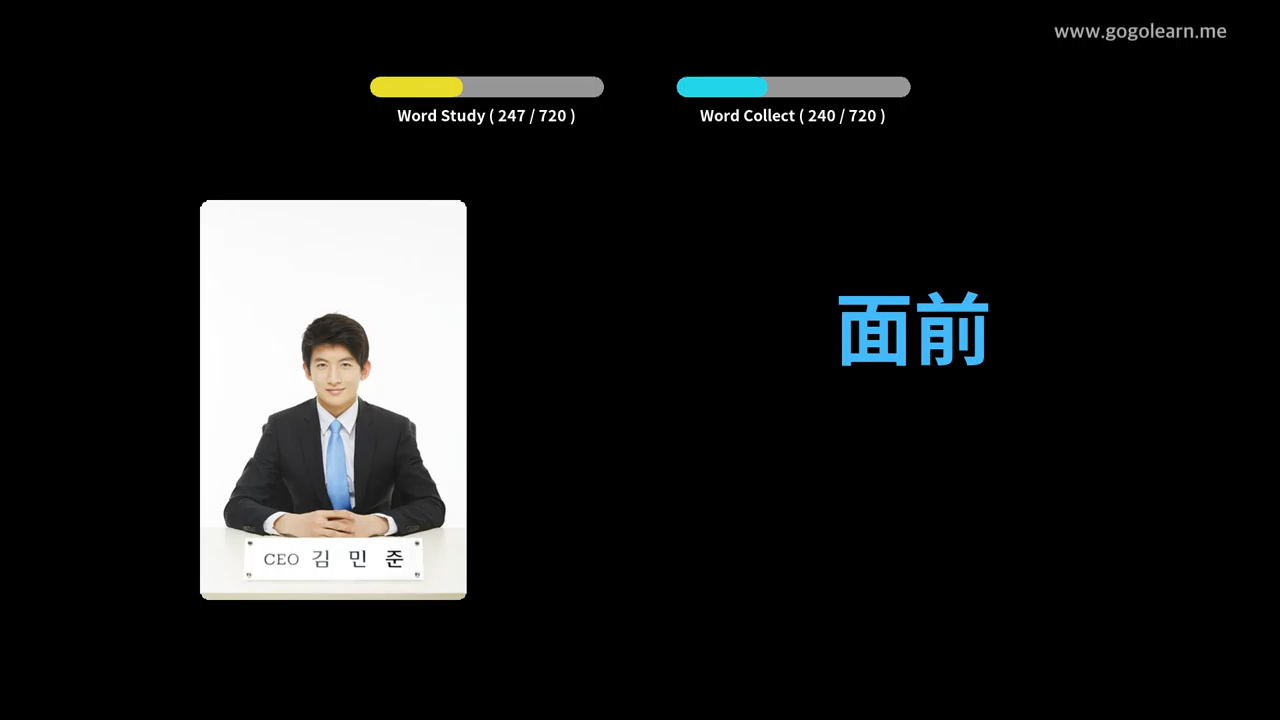 www.gogolearn.me
Word Study ( 247 / 720 )
Word Collect ( 240 / 720 )
面前
CEO 김 민 준